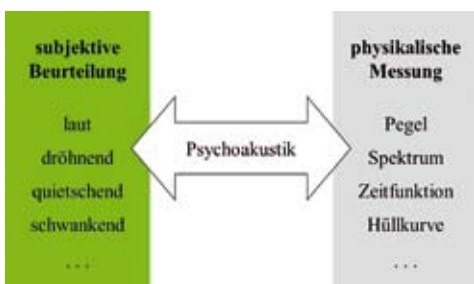 subjektive
Beurteilung
laut
dröhnend
quietschend
schwankend
...
Psychoakustik
physikalische
Messung
Pegel
Spektrum
Zeitfunktion
Hüllkurve
...